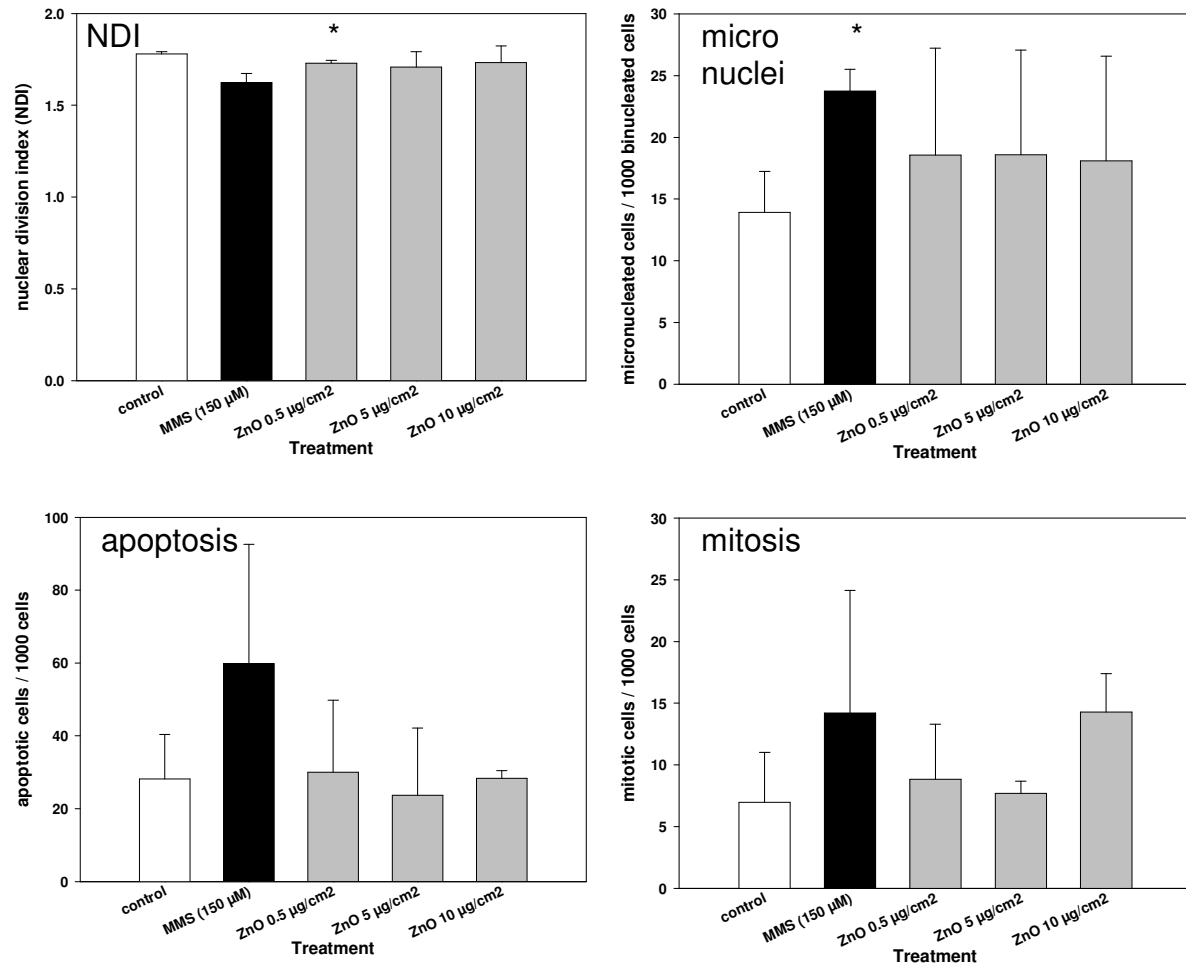 NDI
*
nuclear division index (NDI)
2.0
1.5
1.0
0.5
0.0
control
MMS (150 µM)
ZnO 0.5 µg/cm2
ZnO 5 µg/cm2
ZnO 10 µg/cm2
Treatment
micro
nuclei
*
micronucleated cells / 1000 binucleated cells
30
25
20
15
10
5
0
control
MMS (150 µM)
ZnO 0.5 µg/cm2
ZnO 5 µg/cm2
ZnO 10 µg/cm2
Treatment
apoptosis
apoptotic cells / 1000 cells
100
80
60
40
20
0
control
MMS (150 µM)
ZnO 0.5 µg/cm2
ZnO 5 µg/cm2
ZnO 10 µg/cm2
Treatment
mitosis
mitotic cells / 1000 cells
30
25
20
15
10
5
0
control
MMS (150 µM)
ZnO 0.5 µg/cm2
ZnO 5 µg/cm2
ZnO 10 µg/cm2
Treatment